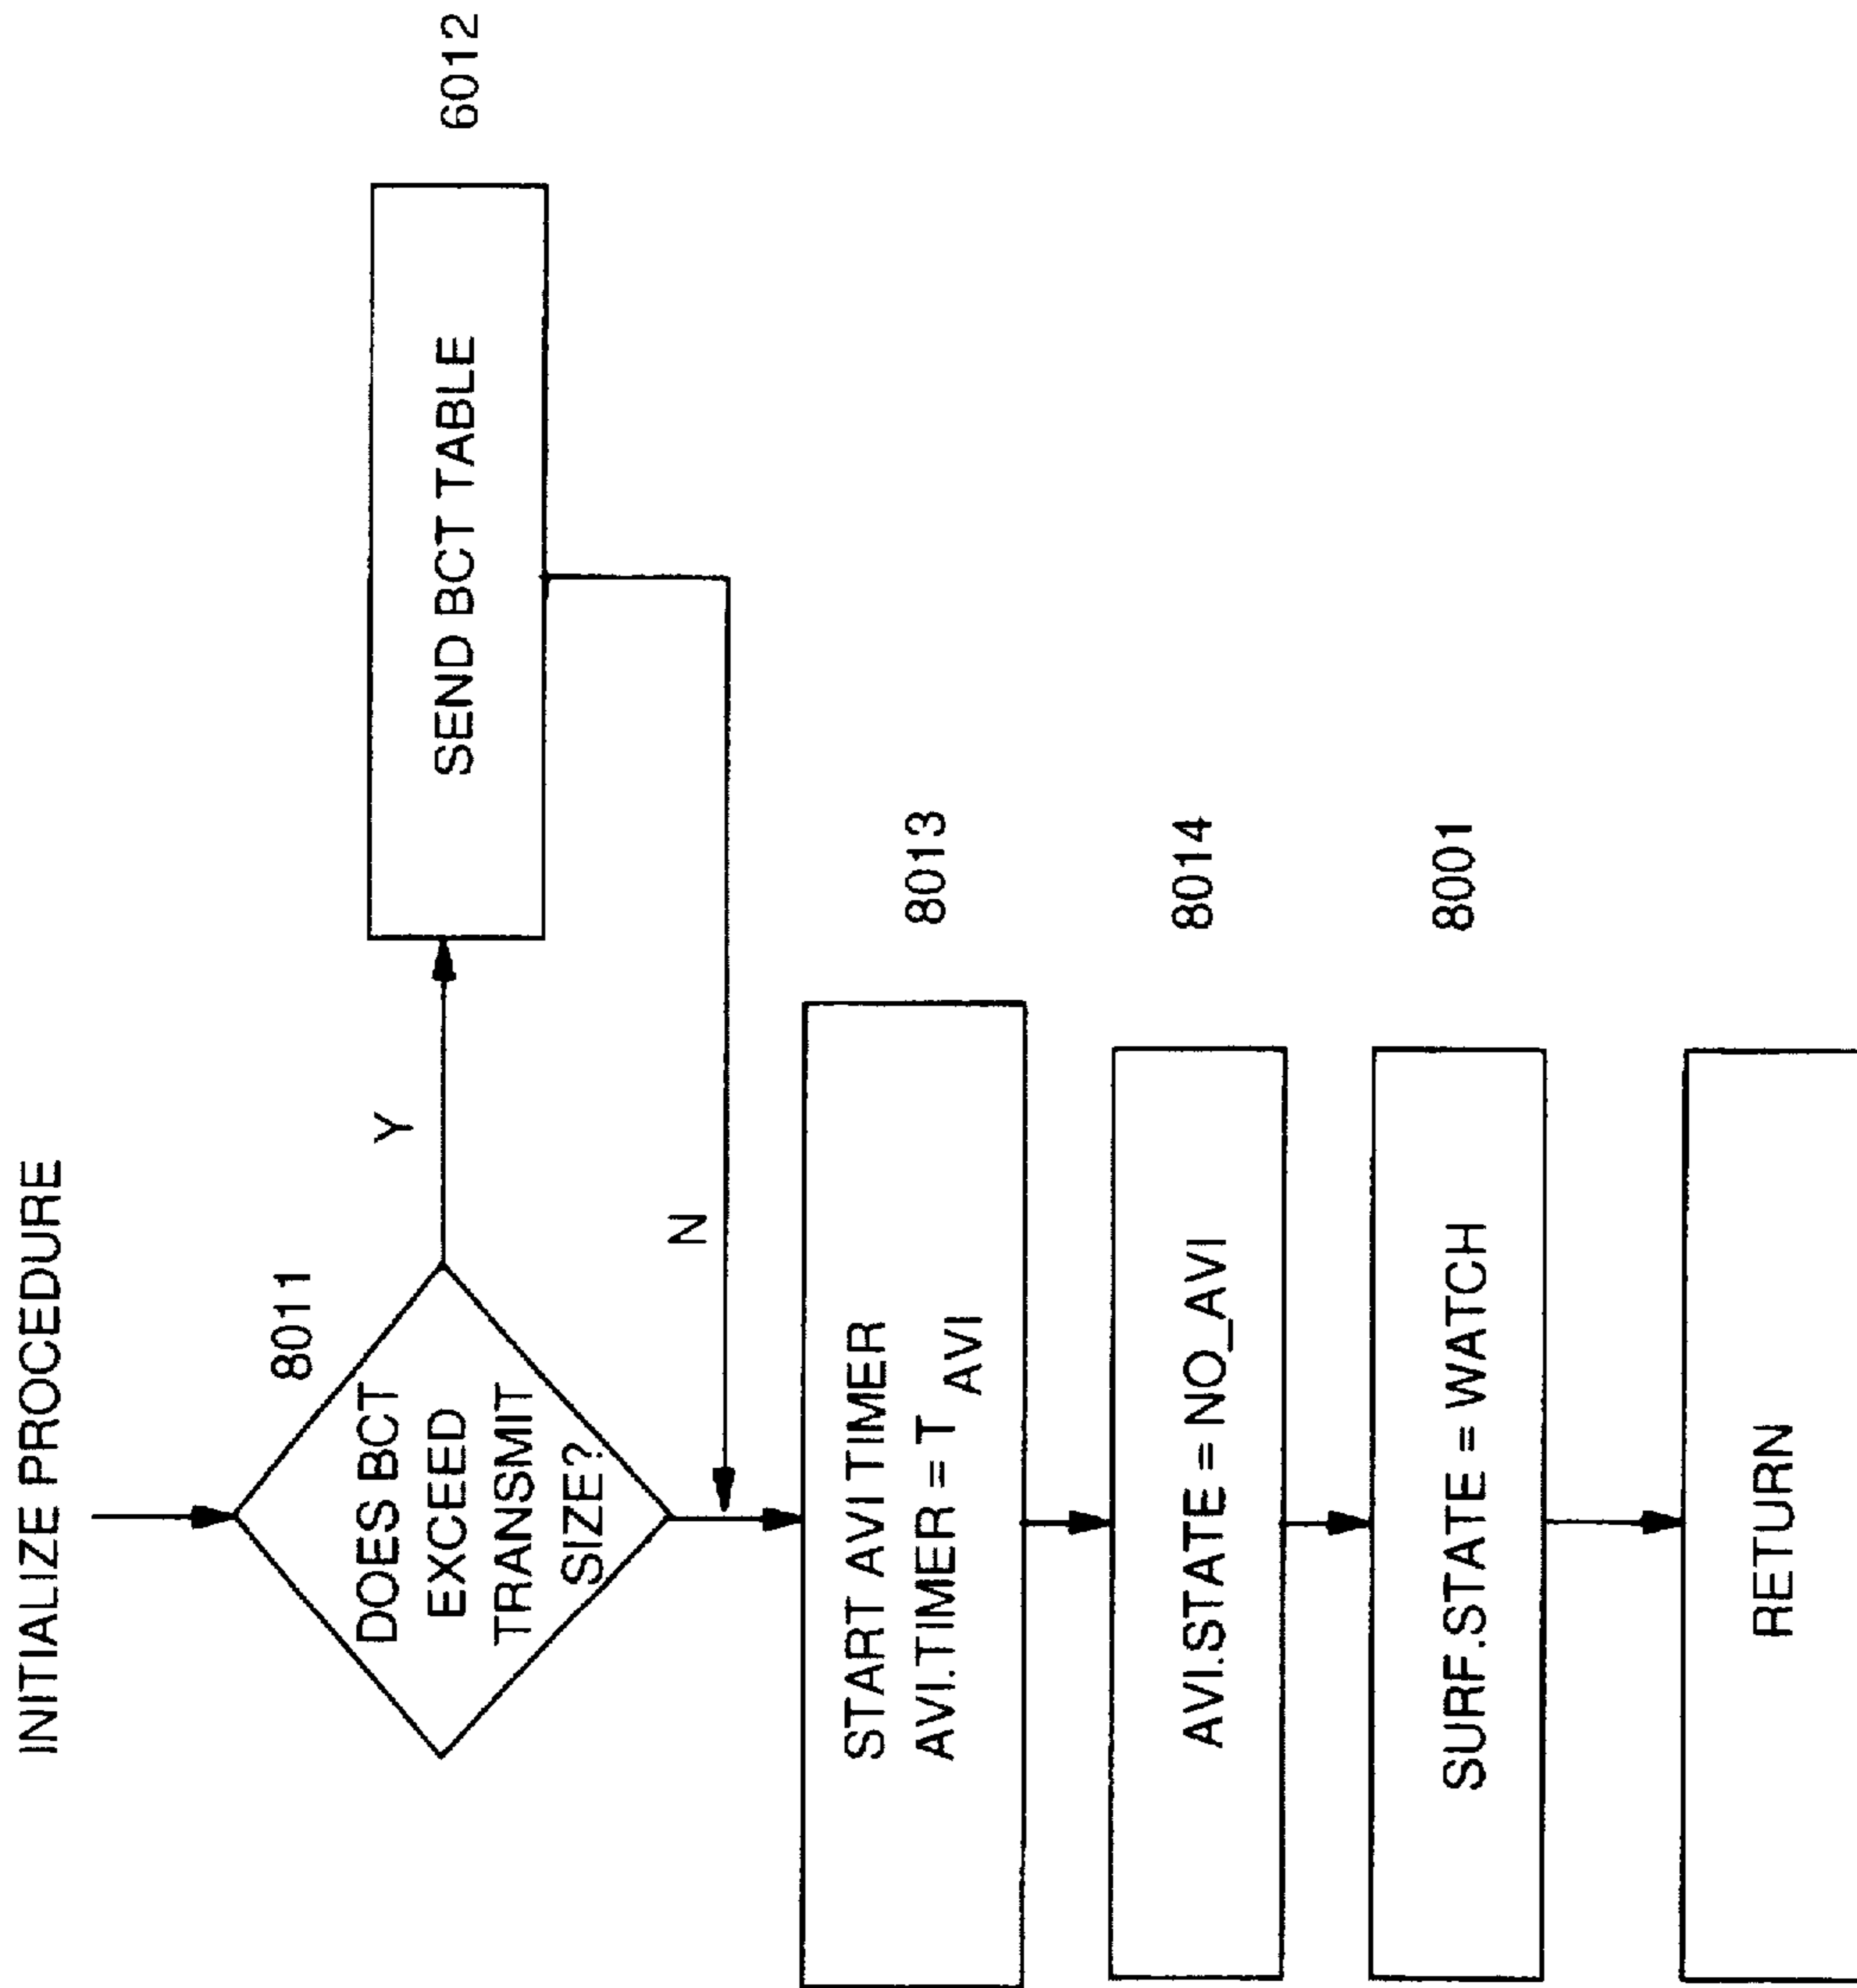 INITIALIZE PROCEDURE
8011
DOES BCT
EXCEED
TRANSMIT
SIZE?
Y
SEND BCT TABLE
6012
N
START AVI TIMER
AVI.TIMER = T_AVI
8013
AVI.STATE = NO_AVI
8014
SURF.STATE = WATCH
8001
RETURN